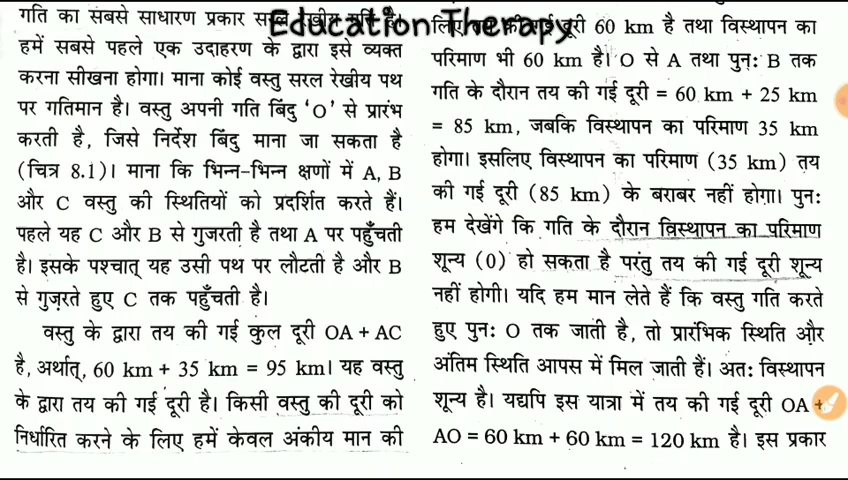 Education Therapy
गति का सबसे साधारण प्रकार सरल रेखीय गति है।
हमें सबसे पहले एक उदाहरण के द्वारा इसे व्यक्त
करना सीखना होगा। माना कोई वस्तु सरल रेखीय पथ
पर गतिमान है। वस्तु अपनी गति बिंदु ‘O’ से प्रारंभ
करती है, जिसे निर्देश बिंदु माना जा सकता है
(चित्र 8.1)। माना कि भिन्न-भिन्न क्षणों में A, B
और C वस्तु की स्थितियों को प्रदर्शित करते हैं।
पहले यह C और B से गुजरती है तथा A पर पहुँचती
है। इसके पश्चात् यह उसी पथ पर लौटती है और B
से गुज़रते हुए C तक पहुँचती है।
वस्तु के द्वारा तय की गई कुल दूरी OA + AC
है, अर्थात्, 60 km + 35 km = 95 km। यह वस्तु
के द्वारा तय की गई दूरी है। किसी वस्तु की दूरी को
निर्धारित करने के लिए हमें केवल अंकीय मान की
लिए तय की गई दूरी 60 km है तथा विस्थापन का
परिमाण भी 60 km है। O से A तथा पुन: B तक
गति के दौरान तय की गई दूरी = 60 km + 25 km
= 85 km, जबकि विस्थापन का परिमाण 35 km
होगा। इसलिए विस्थापन का परिमाण (35 km) तय
की गई दूरी (85 km) के बराबर नहीं होगा। पुन:
हम देखेंगे कि गति के दौरान विस्थापन का परिमाण
शून्य (0) हो सकता है परंतु तय की गई दूरी शून्य
नहीं होगी। यदि हम मान लेते हैं कि वस्तु गति करते
हुए पुन: O तक जाती है, तो प्रारंभिक स्थिति और
अंतिम स्थिति आपस में मिल जाती हैं। अत: विस्थापन
शून्य है। यद्यपि इस यात्रा में तय की गई दूरी OA +
AO = 60 km + 60 km = 120 km है। इस प्रकार